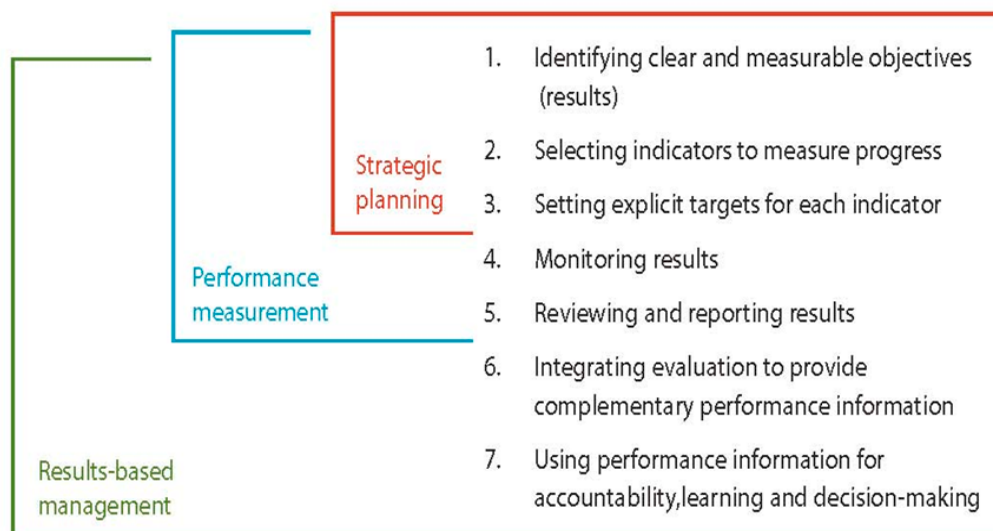 1. Identifying clear and measurable objectives
(results)
2. Selecting indicators to measure progress
Strategic
planning
3. Setting explicit targets for each indicator
4. Monitoring results
Performance
measurement
5. Reviewing and reporting results
6. Integrating evaluation to provide
complementary performance information
Results-based
management
7. Using performance information for
accountability,learning and decision-making